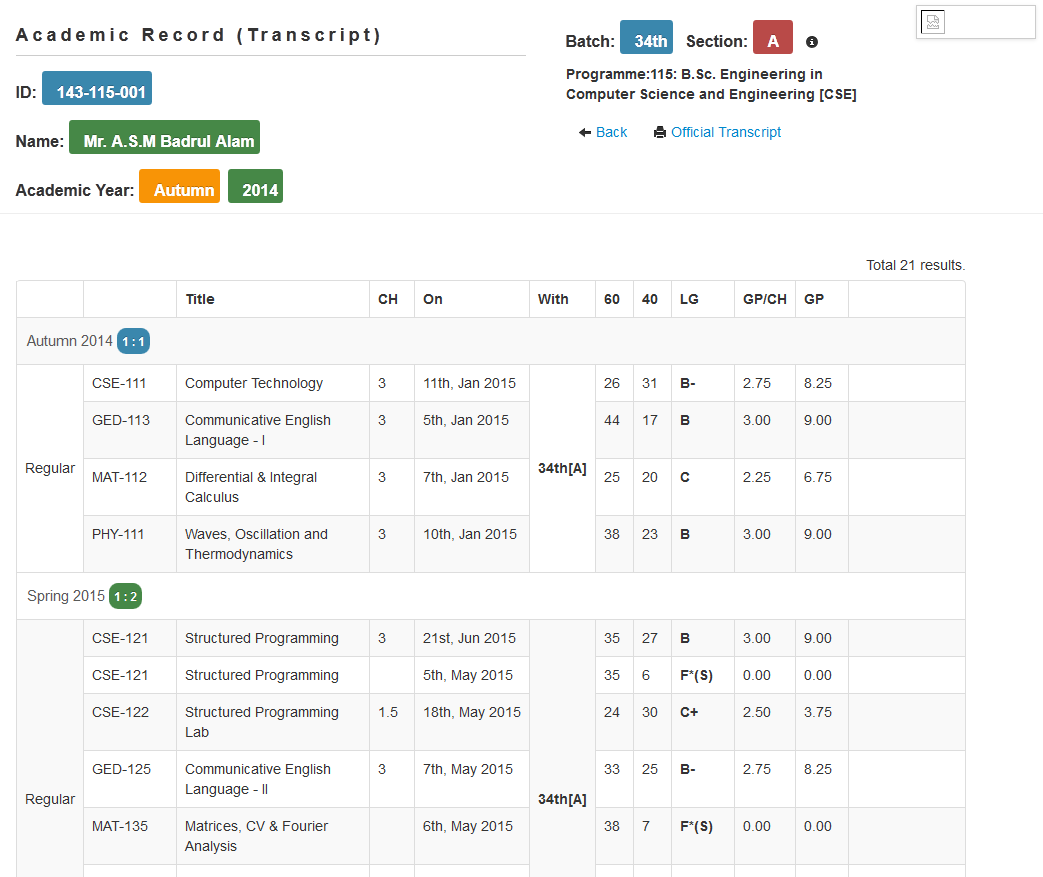 Academic Record (Transcript)
Batch: 34th Section: A
ID: 143-115-001
Programme:115: B.Sc. Engineering in
Computer Science and Engineering [CSE]
Name: Mr. A.S.M Badrul Alam
Back Official Transcript
Academic Year: Autumn 2014
Total 21 results.
Title CH On With 60 40 LG GP/CH GP
Autumn 2014 1 : 1
CSE-111 Computer Technology 3 11th, Jan 2015 26 31 B- 2.75 8.25
GED-113 Communicative English 3 5th, Jan 2015 44 17 B 3.00 9.00
Language - I
Regular 34th[A]
MAT-112 Differential & Integral 3 7th, Jan 2015 25 20 C 2.25 6.75
Calculus
PHY-111 Waves, Oscillation and 3 10th, Jan 2015 38 23 B 3.00 9.00
Thermodynamics
Spring 2015 1 : 2
CSE-121 Structured Programming 3 21st, Jun 2015 35 27 B 3.00 9.00
CSE-121 Structured Programming 5th, May 2015 35 6 F*(S) 0.00 0.00
CSE-122 Structured Programming 1.5 18th, May 2015 24 30 C+ 2.50 3.75
Lab
GED-125 Communicative English 3 7th, May 2015 33 25 B- 2.75 8.25
Language - II
Regular 34th[A]
MAT-135 Matrices, CV & Fourier 6th, May 2015 38 7 F*(S) 0.00 0.00
Analysis